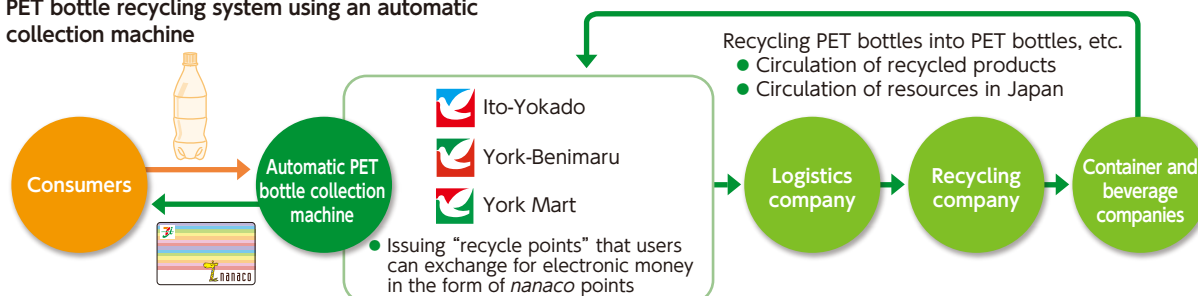 PET bottle recycling system using an automatic
collection machine
Consumers
nanaco
Automatic PET
bottle collection
machine
Ito-Yokado
York-Benimaru
York Mart
● Issuing “recycle points” that users
can exchange for electronic money
in the form of nanaco points
Recycling PET bottles into PET bottles, etc.
● Circulation of recycled products
● Circulation of resources in Japan
Logistics
company
Recycling
company
Container and
beverage
companies